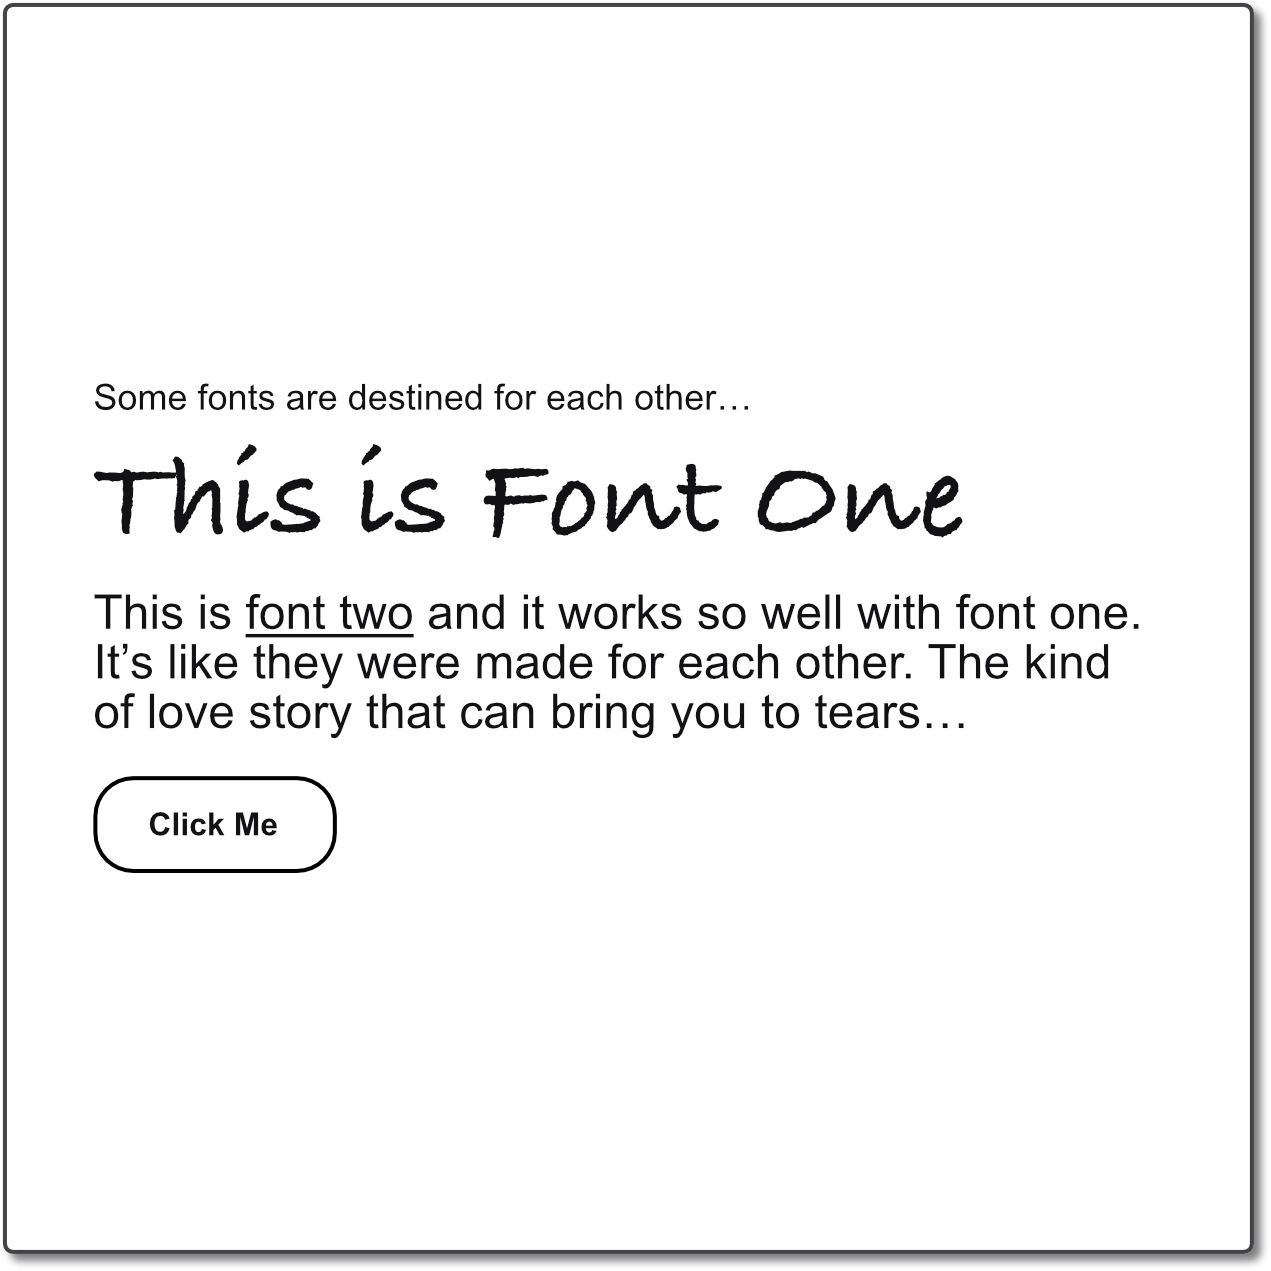 Some fonts are destined for each other…
This is Font One
This is font two and it works so well with font one.
It’s like they were made for each other. The kind
of love story that can bring you to tears…
Click Me